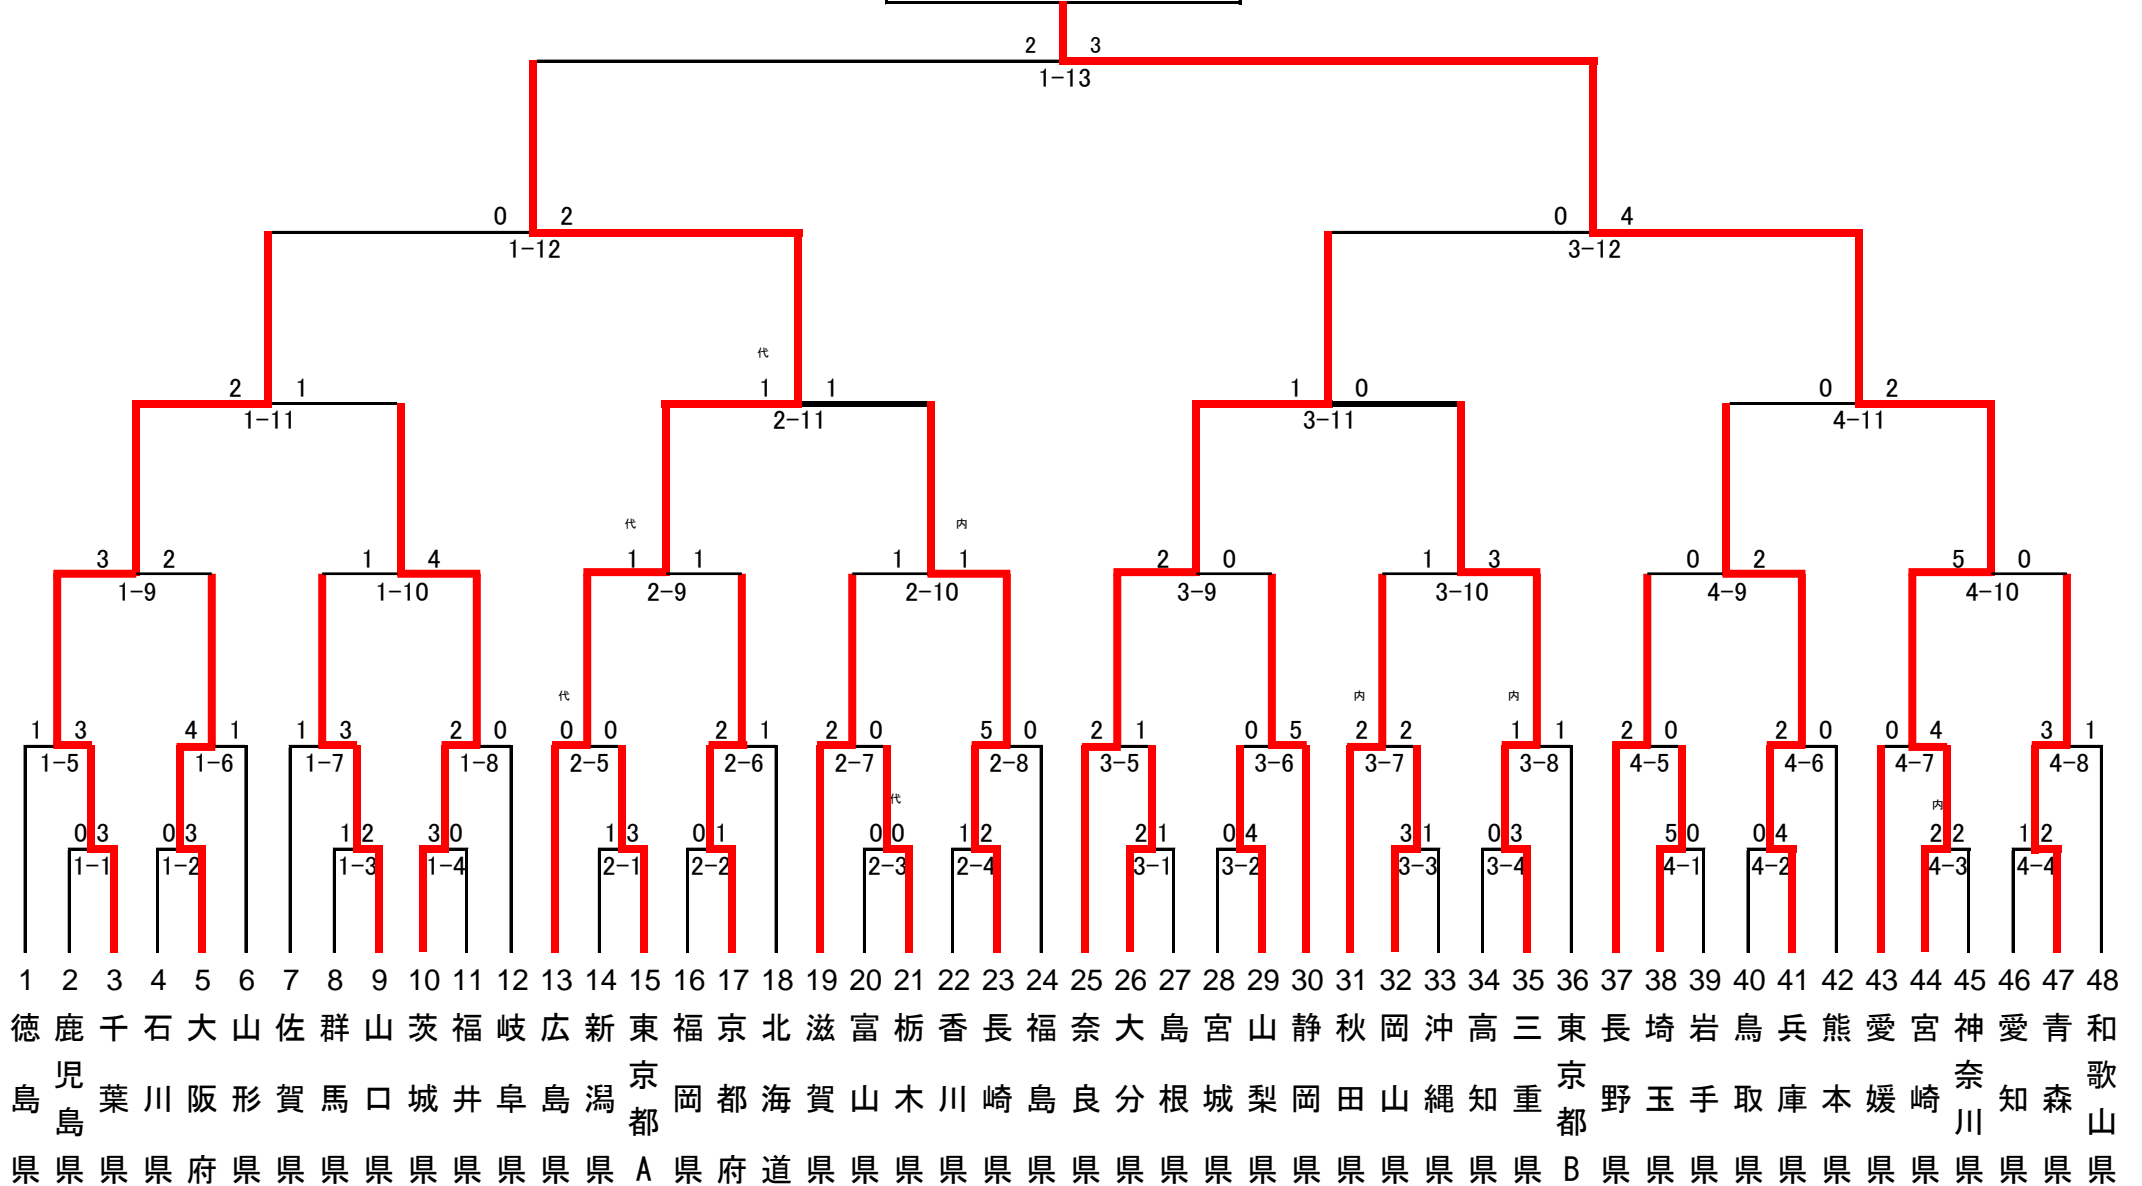 2 3
1-13
0 2 0 4
1-12 3-12
代
2 1 1 1 1 0 0 2
1-11 2-11 3-11 4-11
代 内
3 2 1 4 1 1 1 1 2 0 1 3 0 2 5 0
1-9 1-10 2-9 2-10 3-9 3-10 4-9 4-10
代 内 内
1 3 4 1 1 3 2 0 0 0 2 1 2 0 5 0 2 1 0 5 2 2 1 1 2 0 2 0 0 4 3 1
1-5 1-6 1-7 1-8 2-5 2-6 2-7 2-8 3-5 3-6 3-7 3-8 4-5 4-6 4-7 4-8
代 内
0 3 0 3 1 2 3 0 1 3 0 1 0 0 1 2 2 1 0 4 3 1 0 3 5 0 0 4 2 2 1 2
1-1 1-2 1-3 1-4 2-1 2-2 2-3 2-4 3-1 3-2 3-3 3-4 4-1 4-2 4-3 4-4
1 2 3 4 5 6 7 8 9 10 11 12 13 14 15 16 17 18 19 20 21 22 23 24 25 26 27 28 29 30 31 32 33 34 35 36 37 38 39 40 41 42 43 44 45 46 47 48
徳島県
鹿児島県
千葉県
石川県
大阪府
山形県
佐賀県
群馬県
山口県
茨城県
福井県
岐阜県
広島県
新潟県
東京都A
福岡県
京都府
北海道
滋賀県
富山県
栃木県
香川県
長崎県
福島県
奈良県
大分県
島根県
宮城県
山梨県
静岡県
秋田県
岡山県
沖縄県
高知県
三重県
東京都B
長野県
埼玉県
岩手県
鳥取県
兵庫県
熊本県
愛媛県
宮崎県
神奈川県
愛知県
青森県
和歌山県